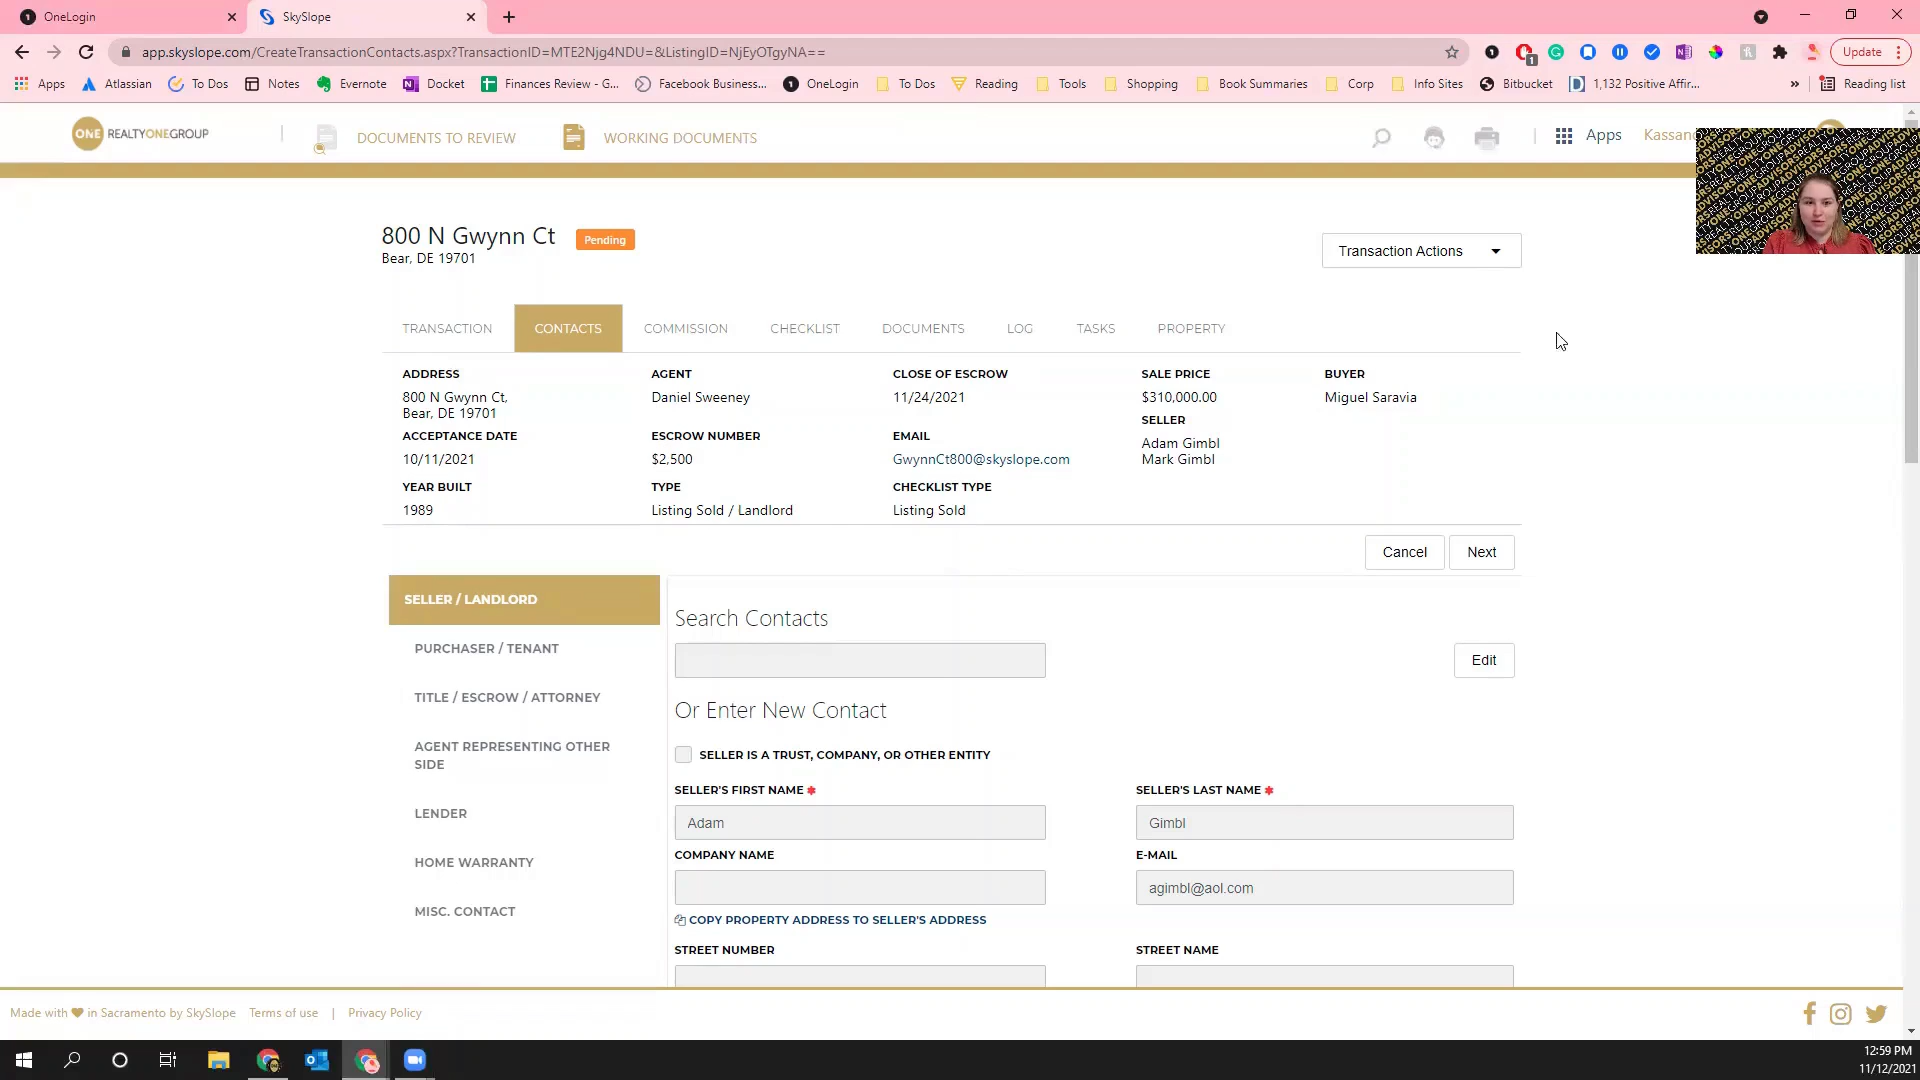 OneLogin
SkySlope
app.skyslope.com/CreateTransactionContacts.aspx?TransactionID=MTE2Njg4NDU=&ListingID=NjEyOTgyNA==
Update
Apps
Atlassian
To Dos
Notes
Evernote
Docket
Finances Review - G...
Facebook Business...
OneLogin
To Dos
Reading
Tools
Shopping
Book Summaries
Corp
Info Sites
Bitbucket
1,132 Positive Affir...
»
Reading list
ONE REALTYONEGROUP
DOCUMENTS TO REVIEW
WORKING DOCUMENTS
Apps
800 N Gwynn Ct
Pending
Bear, DE 19701
Transaction Actions
TRANSACTION
CONTACTS
COMMISSION
CHECKLIST
DOCUMENTS
LOG
TASKS
PROPERTY
ADDRESS
800 N Gwynn Ct,
Bear, DE 19701
AGENT
Daniel Sweeney
CLOSE OF ESCROW
11/24/2021
SALE PRICE
$310,000.00
BUYER
Miguel Saravia
SELLER
Adam Gimbl
Mark Gimbl
ACCEPTANCE DATE
10/11/2021
ESCROW NUMBER
$2,500
EMAIL
GwynnCt800@skyslope.com
YEAR BUILT
1989
TYPE
Listing Sold / Landlord
CHECKLIST TYPE
Listing Sold
Cancel
Next
SELLER / LANDLORD
PURCHASER / TENANT
TITLE / ESCROW / ATTORNEY
AGENT REPRESENTING OTHER
SIDE
LENDER
HOME WARRANTY
MISC. CONTACT
Search Contacts
Edit
Or Enter New Contact
SELLER IS A TRUST, COMPANY, OR OTHER ENTITY
SELLER'S FIRST NAME *
SELLER'S LAST NAME *
Adam
Gimbl
COMPANY NAME
E-MAIL
agimbl@aol.com
COPY PROPERTY ADDRESS TO SELLER'S ADDRESS
STREET NUMBER
STREET NAME
Made with ♥ in Sacramento by SkySlope
Terms of use
|
Privacy Policy
12:59 PM
11/12/2021